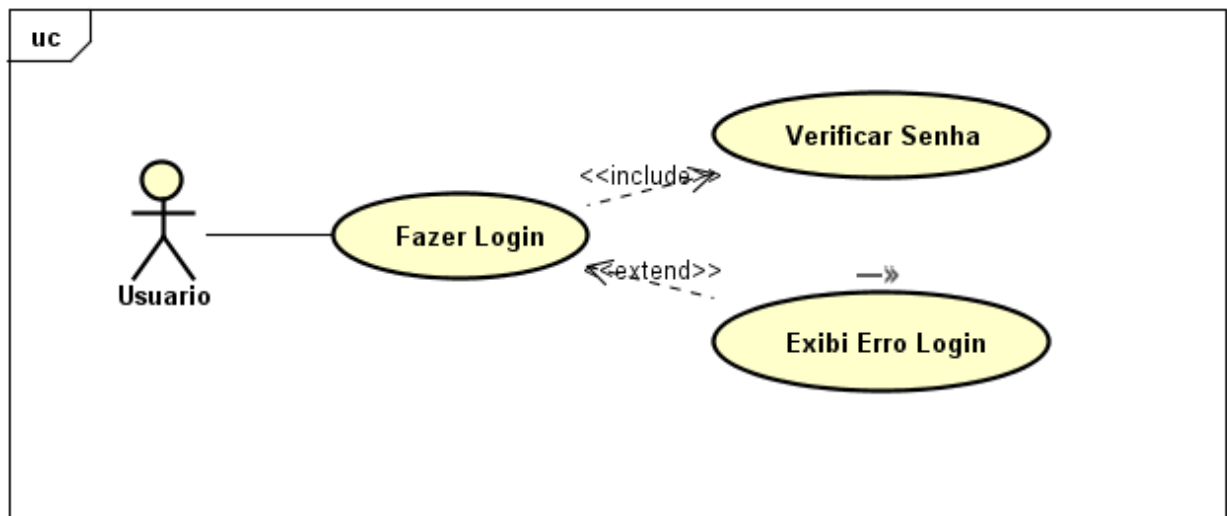 uc
Verificar Senha
<<include>>
Fazer Login
<<extend>>
Usuario
Exibi Erro Login